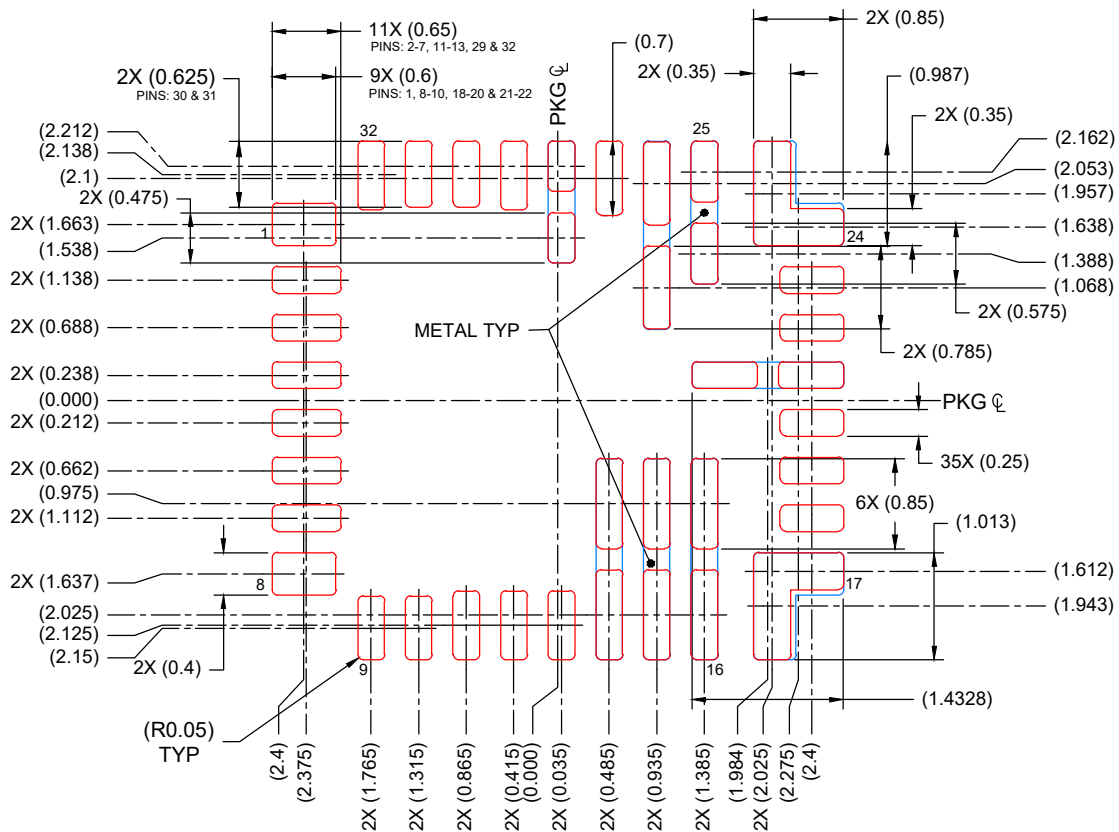 11X (0.65)
PINS: 2-7, 11-13, 29 & 32
2X (0.85)
2X (0.625)
PINS: 30 & 31
9X (0.6)
PINS: 1, 8-10, 18-20 & 21-22
(0.7)
2X (0.35)
(0.987)
2X (0.35)
PKG ℄
(2.212)
(2.138)
(2.1)
2X (0.475)
2X (1.663)
(1.538)
2X (1.138)
2X (0.688)
2X (0.238)
(0.000)
2X (0.212)
2X (0.662)
(0.975)
2X (1.112)
2X (1.637)
(2.025)
(2.125)
(2.15)
2X (0.4)
(R0.05)
TYP
32
25
1
24
8
17
9
16
METAL TYP
(2.162)
(2.053)
(1.957)
(1.638)
(1.388)
(1.068)
2X (0.575)
2X (0.785)
PKG ℄
35X (0.25)
6X (0.85)
(1.013)
(1.612)
(1.943)
(1.4328)
(2.4)
(2.375)
2X (1.765)
2X (1.315)
2X (0.865)
2X (0.415)
(0.000)
2X (0.035)
2X (0.485)
2X (0.935)
2X (1.385)
(1.984)
2X (2.025)
(2.275)
(2.4)